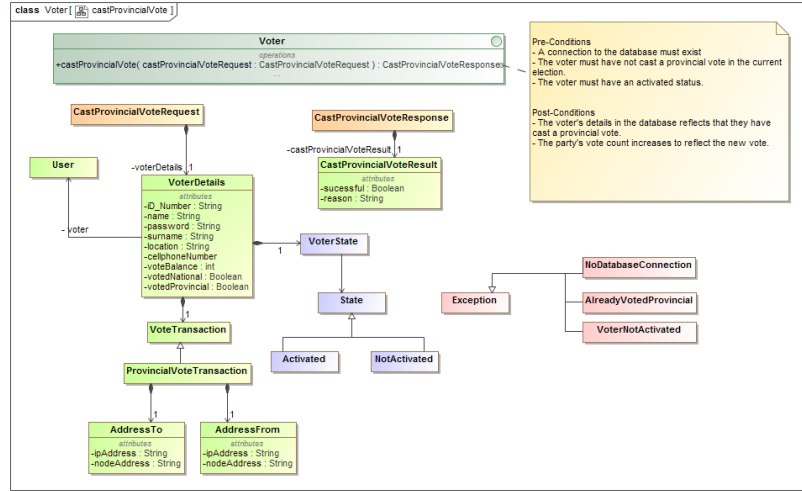 class Voter [ castProvincialVote ]
Voter
operations
+castProvincialVote( castProvincialVoteRequest : CastProvincialVoteRequest ) : CastProvincialVoteResponse
...
Pre-Conditions
- A connection to the database must exist
- The voter must have not cast a provincial vote in the current
election.
- The voter must have an activated status.
Post-Conditions
- The voter's details in the database reflects that they have
cast a provincial vote.
- The party's vote count increases to reflect the new vote.
CastProvincialVoteRequest
CastProvincialVoteResponse
-voterDetails
1
-castProvincialVoteResult
1
User
- voter
VoterDetails
attributes
-iD_Number : String
-name : String
-password : String
-surname : String
-location : String
-cellphoneNumber
-voteBalance : int
-votedNational : Boolean
-votedProvincial : Boolean
CastProvincialVoteResult
attributes
-sucessful : Boolean
-reason : String
1
VoterState
State
Activated
NotActivated
Exception
NoDatabaseConnection
AlreadyVotedProvincial
VoterNotActivated
1
VoteTransaction
ProvincialVoteTransaction
1
1
AddressTo
attributes
-ipAddress : String
-nodeAddress : String
AddressFrom
attributes
-ipAddress : String
-nodeAddress : String